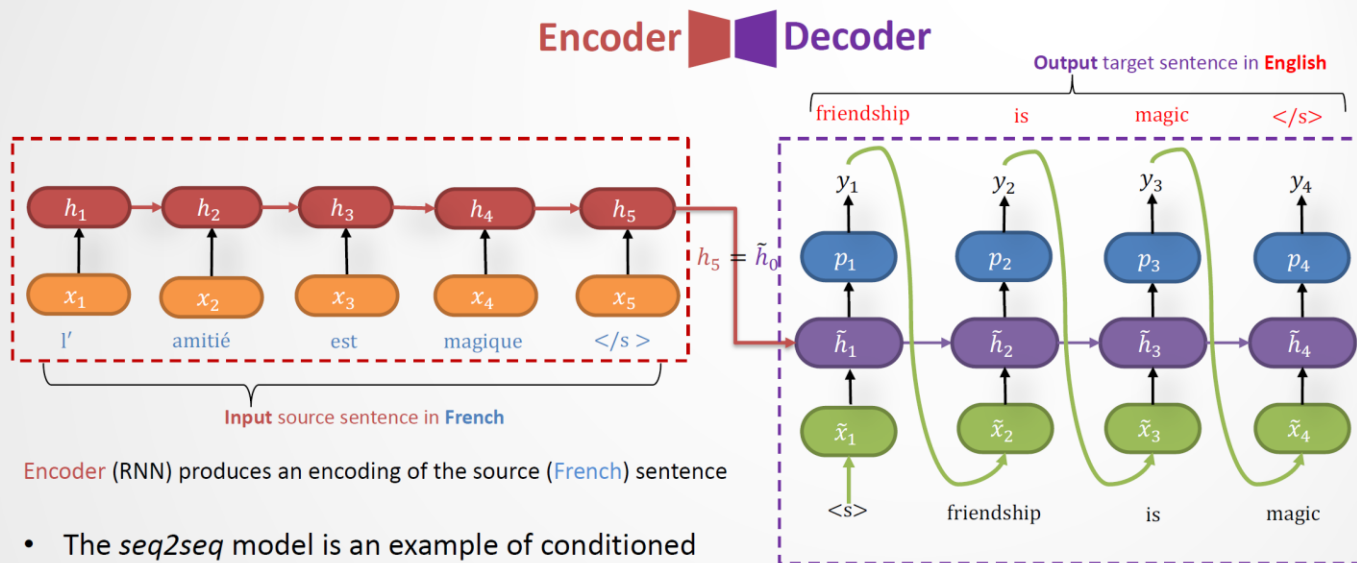 Encoder Decoder
Output target sentence in English
friendship is magic </s>
y₁ y₂ y₃ y₄
h₁ h₂ h₃ h₄ h₅
p₁ p₂ p₃ p₄
h₅ = h̃₀
x₁ x₂ x₃ x₄ x₅
l′ amitié est magique </s >
h̃₁ h̃₂ h̃₃ h̃₄
Input source sentence in French
x̃₁ x̃₂ x̃₃ x̃₄
Encoder (RNN) produces an encoding of the source (French) sentence
<s> friendship is magic
• The seq2seq model is an example of conditioned